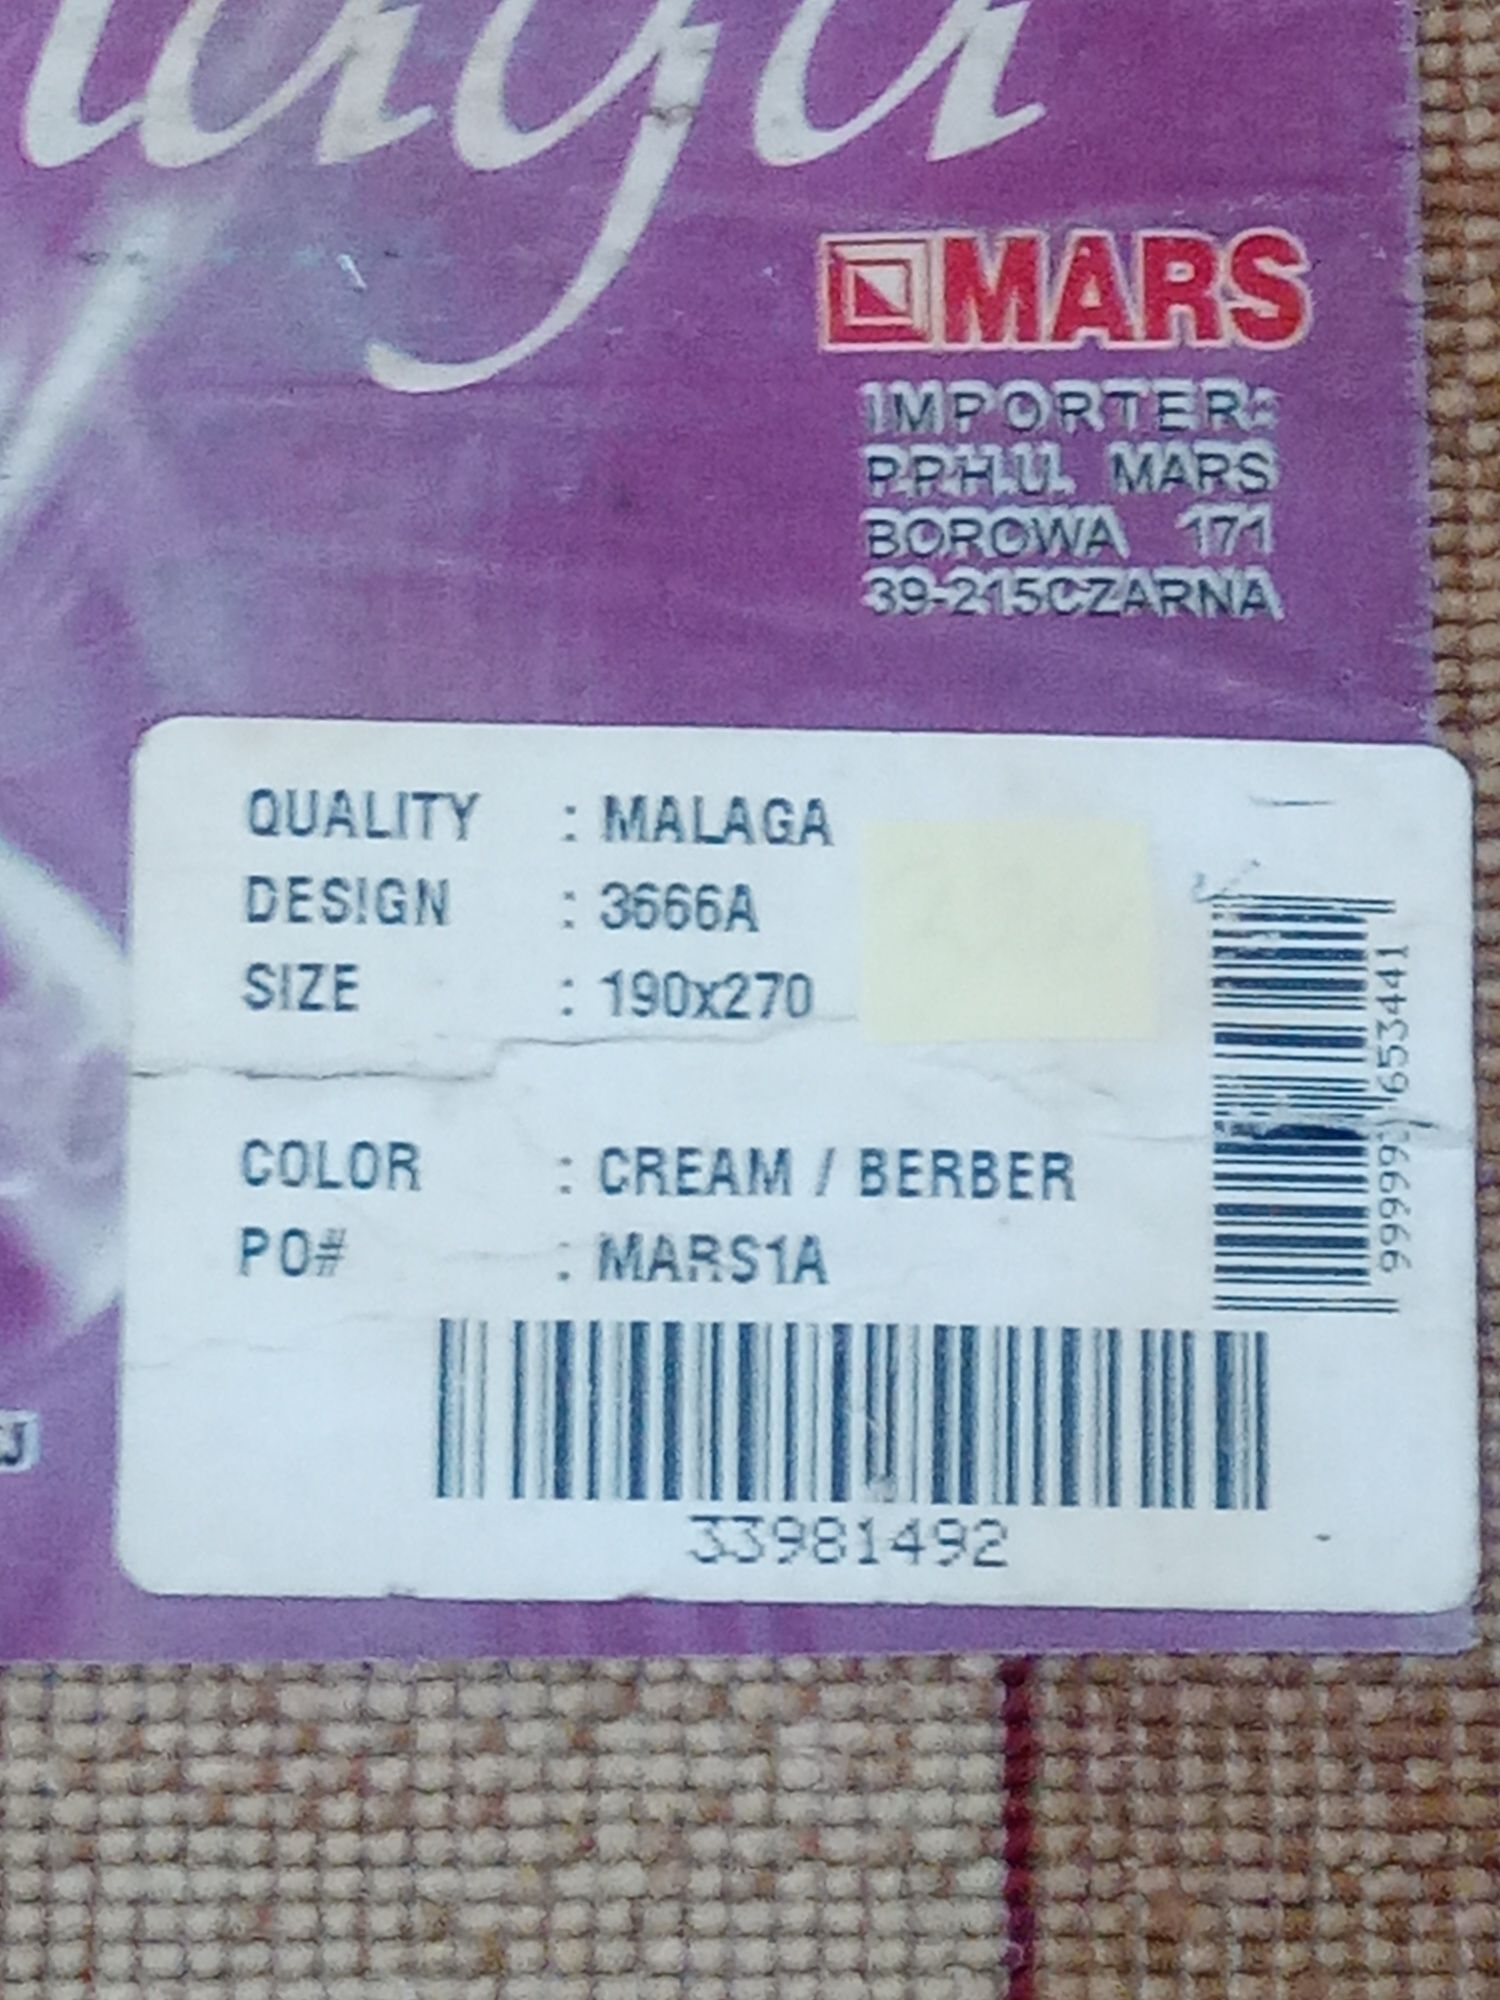 MARS
IMPORTER:
P.P.H.U. MARS
BOROWA 171
39-215CZARNA
QUALITY : MALAGA
DESIGN : 3666A
SIZE : 190x270
COLOR : CREAM / BERBER
PO# : MARS1A
33981492